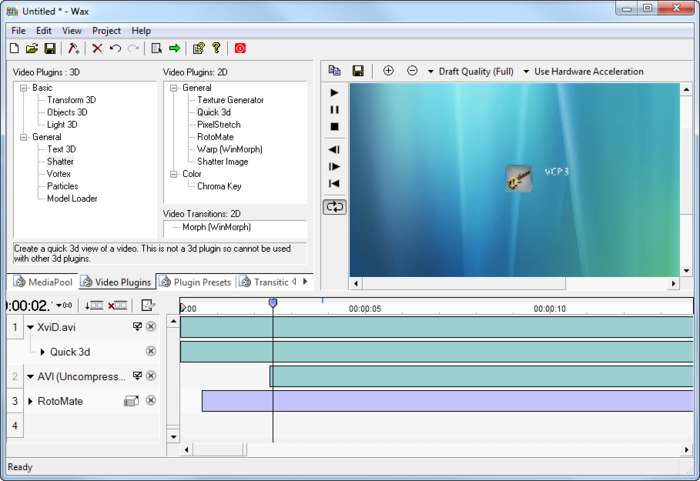 Untitled * - Wax
File Edit View Project Help
Video Plugins : 3D
Basic
Transform 3D
Objects 3D
Light 3D
General
Text 3D
Shatter
Vortex
Particles
Model Loader
Video Plugins: 2D
General
Texture Generator
Quick 3d
PixelStretch
RotoMate
Warp (WinMorph)
Shatter Image
Color
Chroma Key
Video Transitions: 2D
Morph (WinMorph)
Create a quick 3d view of a video. This is not a 3d plugin so cannot be used
with other 3d plugins.
MediaPool Video Plugins Plugin Presets Transitic
Draft Quality (Full) Use Hardware Acceleration
VCP 3
0:00:02. 0:0
0:00 00:00:05 00:00:10
1 XviD.avi
Quick 3d
2 AVI (Uncompress...
3 RotoMate
4
Ready